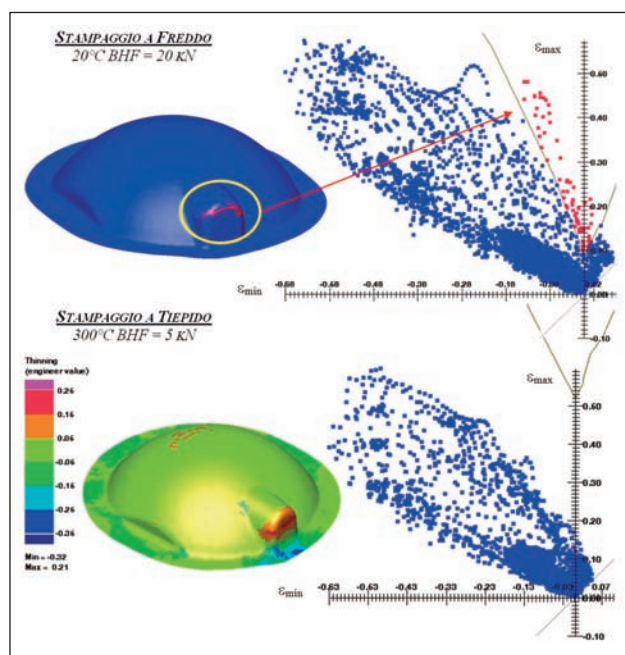 STAMPAGGIO A FREDDO
20°C BHF = 20 KN
εmax
0.60
0.40
0.30
0.20
0.00
-0.10
εmin
STAMPAGGIO A TIEPIDO
300°C BHF = 5 KN
Thinning
(engineer value)
0.26
0.16
0.06
-0.06
-0.16
-0.26
-0.36
Min = -0.32
Max = 0.21
εmax
0.60
0.40
0.30
0.20
0.10
0.00
-0.10
εmin
-0.63 -0.53 -0.43 -0.33 -0.23 -0.13 -0.03 0.07